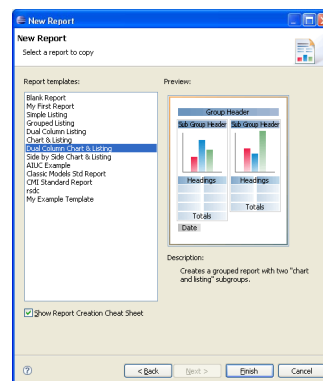 New Report
New Report
Select a report to copy
Report templates:
Blank Report
My First Report
Simple Listing
Grouped Listing
Dual Column Listing
Chart & Listing
Dual Column Chart & Listing
Side by Side Chart & Listing
AIUC Example
Classic Models Std Report
CMI Standard Report
rsdc
My Example Template
Show Report Creation Cheat Sheet
Preview:
Group Header
Sub Group Header Sub Group Header
Headings Headings
Totals
Totals
Date
Description:
Creates a grouped report with two "chart
and listing" subgroups.
< Back Next > Finish Cancel